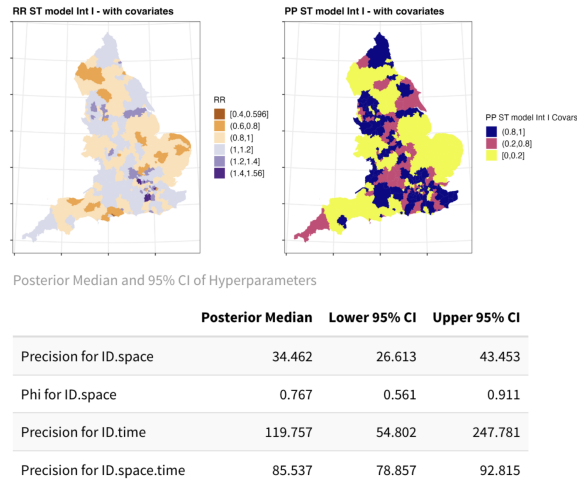 RR ST model Int I - with covariates
PP ST model Int I - with covariates
RR
[0.4,0.596]
(0.6,0.8]
(0.8,1]
(1,1.2]
(1.2,1.4]
(1.4,1.56]
PP ST model Int I Covars
(0.8,1]
(0.2,0.8]
[0,0.2]
Posterior Median and 95% CI of Hyperparameters
Posterior Median Lower 95% CI Upper 95% CI
Precision for ID.space 34.462 26.613 43.453
Phi for ID.space 0.767 0.561 0.911
Precision for ID.time 119.757 54.802 247.781
Precision for ID.space.time 85.537 78.857 92.815